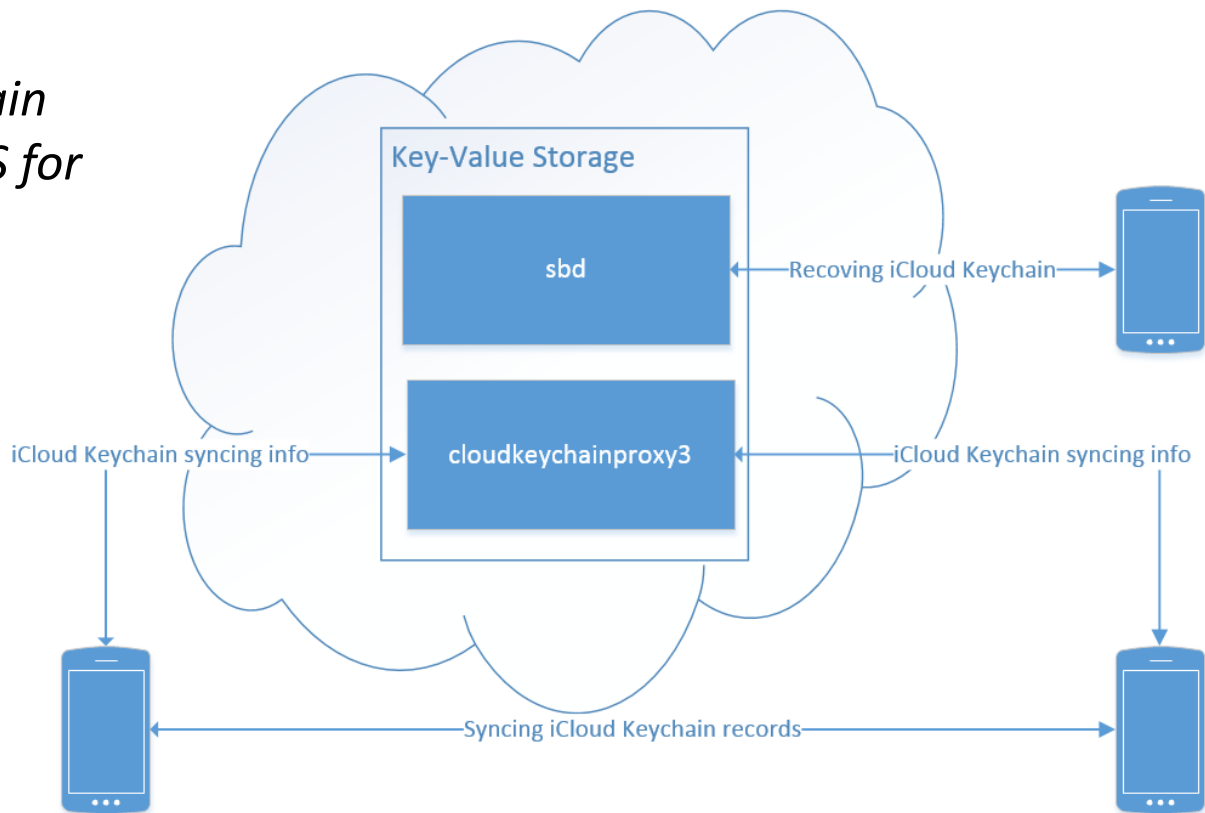 for
Key-Value Storage
sbd
Recoving iCloud Keychain
cloudkeychainproxy3
iCloud Keychain syncing info
iCloud Keychain syncing info
Syncing iCloud Keychain records